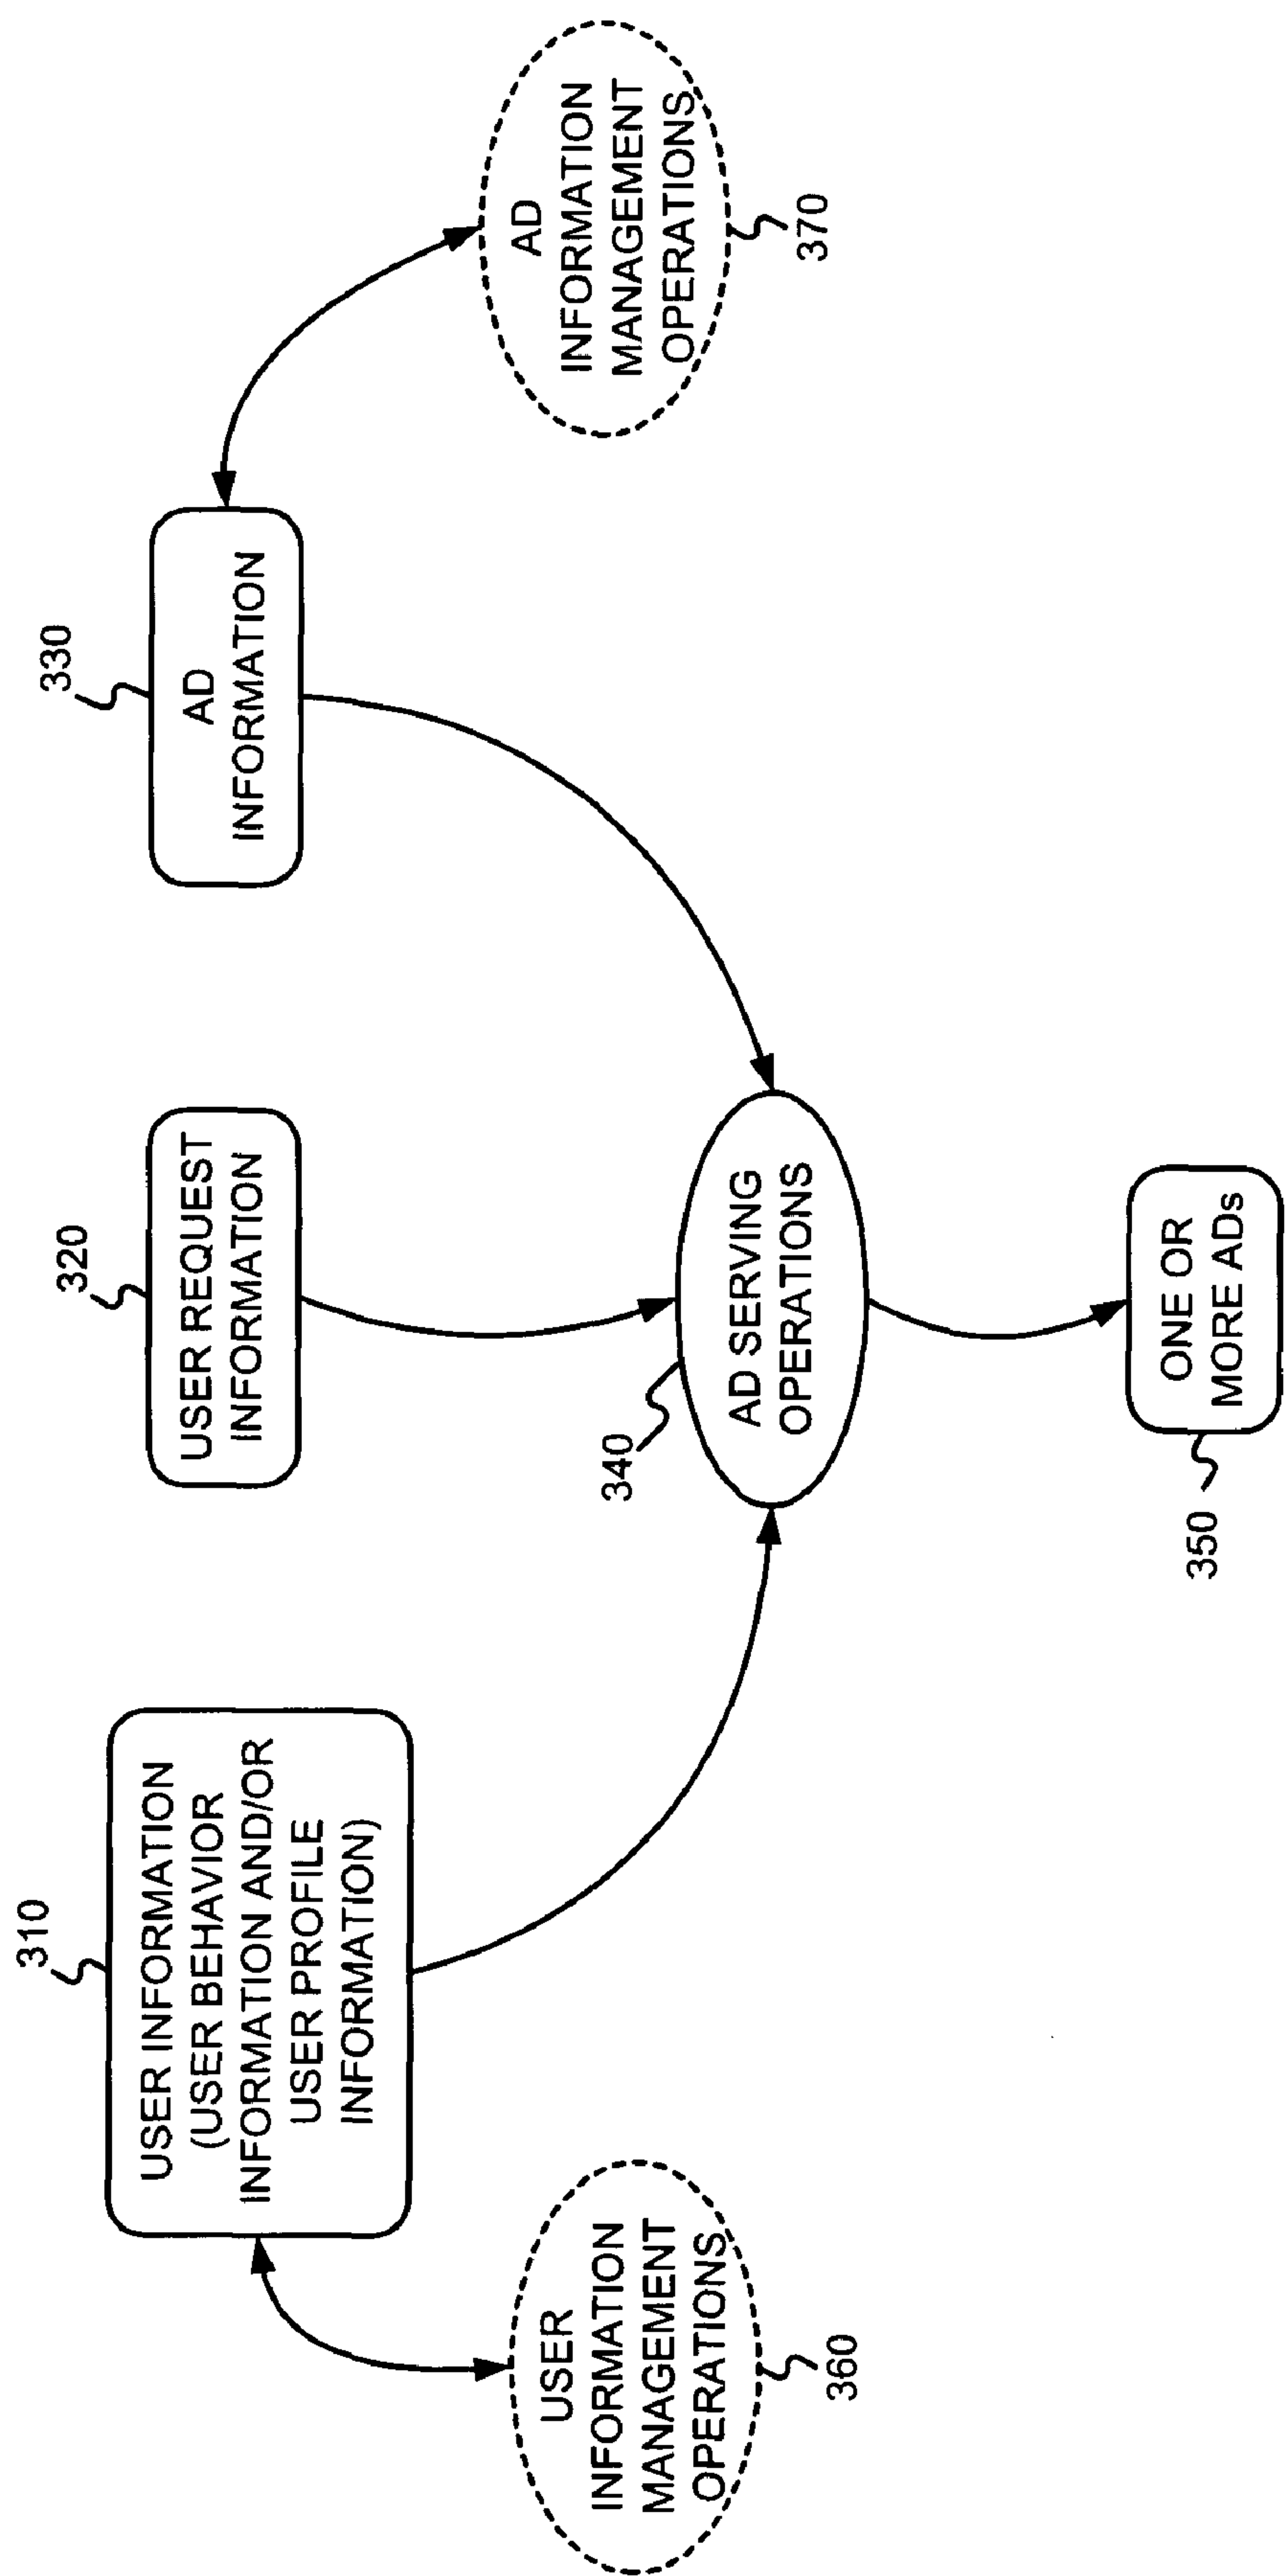 310
USER INFORMATION
(USER BEHAVIOR
INFORMATION AND/OR
USER PROFILE
INFORMATION)
320
USER REQUEST
INFORMATION
330
AD
INFORMATION
360
USER
INFORMATION
MANAGEMENT
OPERATIONS
340
AD SERVING
OPERATIONS
370
AD
INFORMATION
MANAGEMENT
OPERATIONS
350
ONE OR
MORE ADs